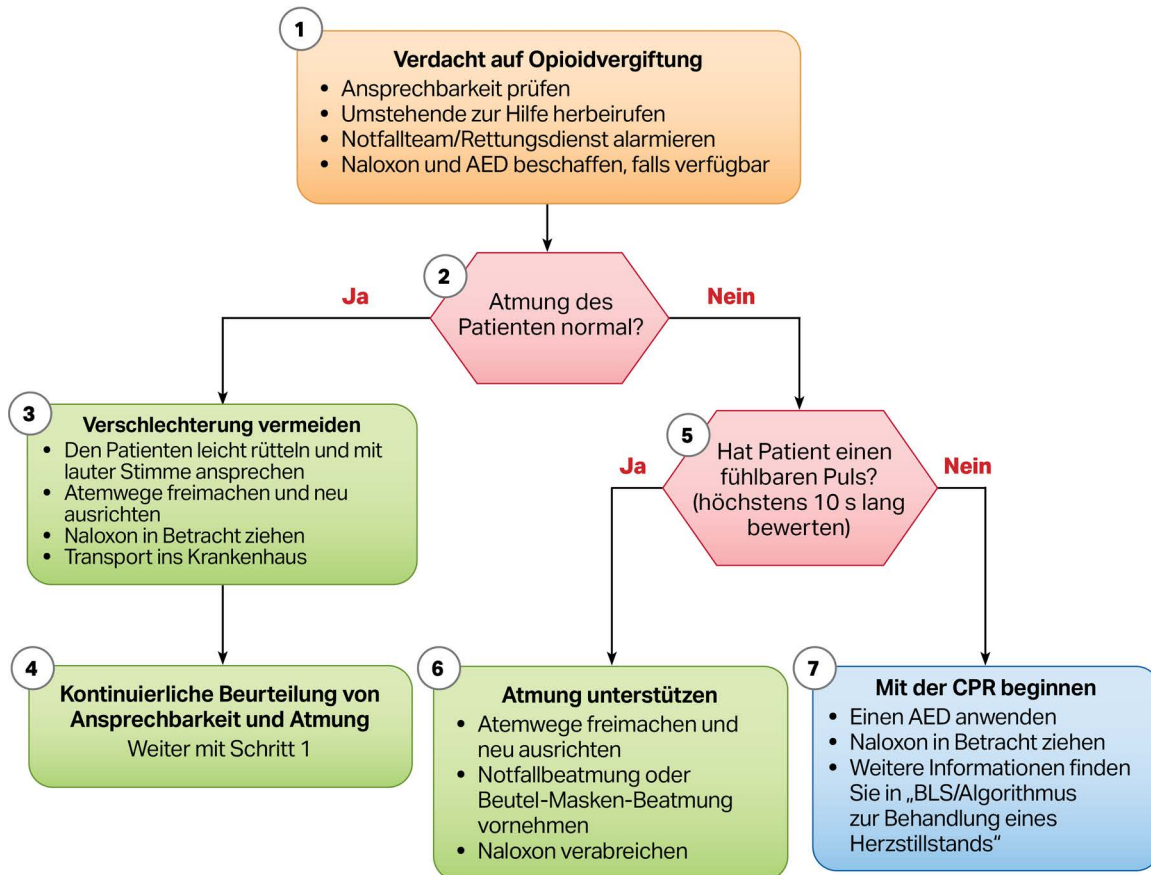 1
Verdacht auf Opioidvergiftung
• Ansprechbarkeit prüfen
• Umstehende zur Hilfe herbeirufen
• Notfallteam/Rettungsdienst alarmieren
• Naloxon und AED beschaffen, falls verfügbar
2
Atmung des
Patienten normal?
Ja
Nein
3
Verschlechterung vermeiden
• Den Patienten leicht rütteln und mit
lauter Stimme ansprechen
• Atemwege freimachen und neu
ausrichten
• Naloxon in Betracht ziehen
• Transport ins Krankenhaus
5
Hat Patient einen
fühlbaren Puls?
(höchstens 10 s lang
bewerten)
Ja
Nein
4
Kontinuierliche Beurteilung von
Ansprechbarkeit und Atmung
Weiter mit Schritt 1
6
Atmung unterstützen
• Atemwege freimachen und
neu ausrichten
• Notfallbeatmung oder
Beutel-Masken-Beatmung
vornehmen
• Naloxon verabreichen
7
Mit der CPR beginnen
• Einen AED anwenden
• Naloxon in Betracht ziehen
• Weitere Informationen finden
Sie in „BLS/Algorithmus
zur Behandlung eines
Herzstillstands“